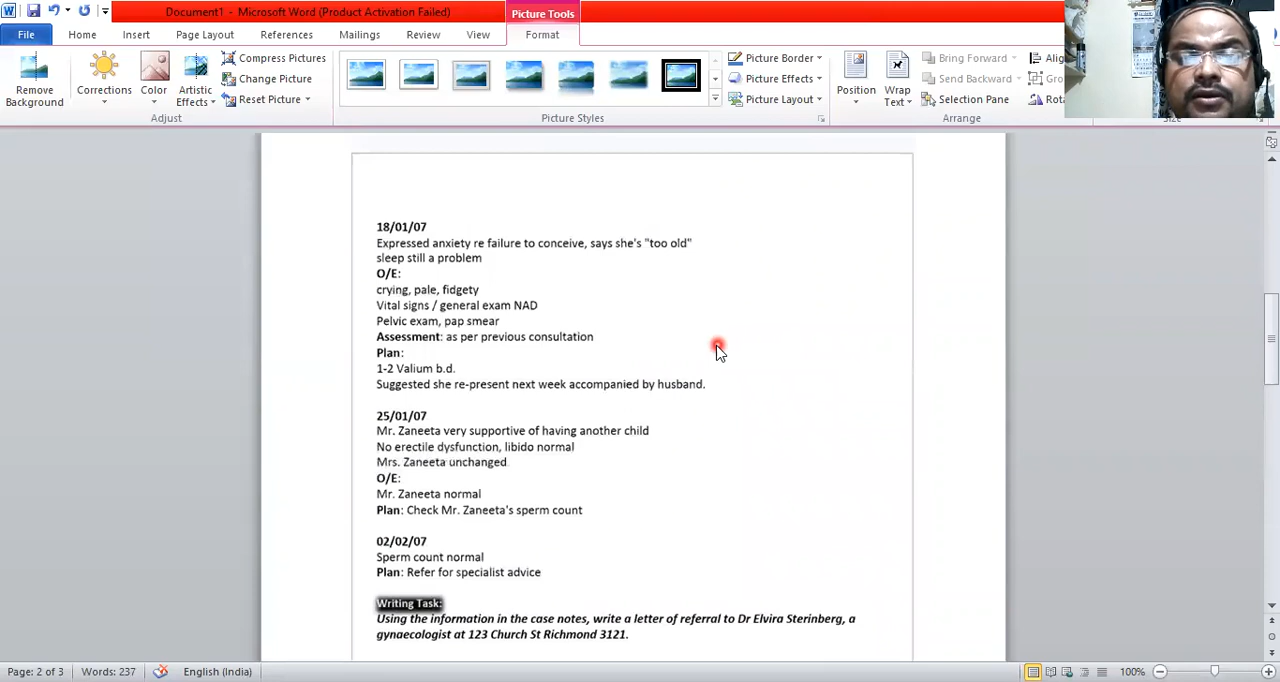 Document1 - Microsoft Word (Product Activation Failed)
Picture Tools
File
Home
Insert
Page Layout
References
Mailings
Review
View
Format
Remove Background
Corrections
Color
Artistic Effects
Compress Pictures
Change Picture
Reset Picture
Picture Border
Picture Effects
Picture Layout
Position
Wrap Text
Bring Forward
Send Backward
Selection Pane
Adjust
Picture Styles
Arrange
18/01/07
Expressed anxiety re failure to conceive, says she's "too old"
sleep still a problem
O/E:
crying, pale, fidgety
Vital signs / general exam NAD
Pelvic exam, pap smear
Assessment: as per previous consultation
Plan:
1-2 Valium b.d.
Suggested she re-present next week accompanied by husband.
25/01/07
Mr. Zaneeta very supportive of having another child
No erectile dysfunction, libido normal
Mrs. Zaneeta unchanged
O/E:
Mr. Zaneeta normal
Plan: Check Mr. Zaneeta's sperm count
02/02/07
Sperm count normal
Plan: Refer for specialist advice
Writing Task:
Using the information in the case notes, write a letter of referral to Dr Elvira Sterinberg, a
gynaecologist at 123 Church St Richmond 3121.
Page: 2 of 3
Words: 237
English (India)
100%